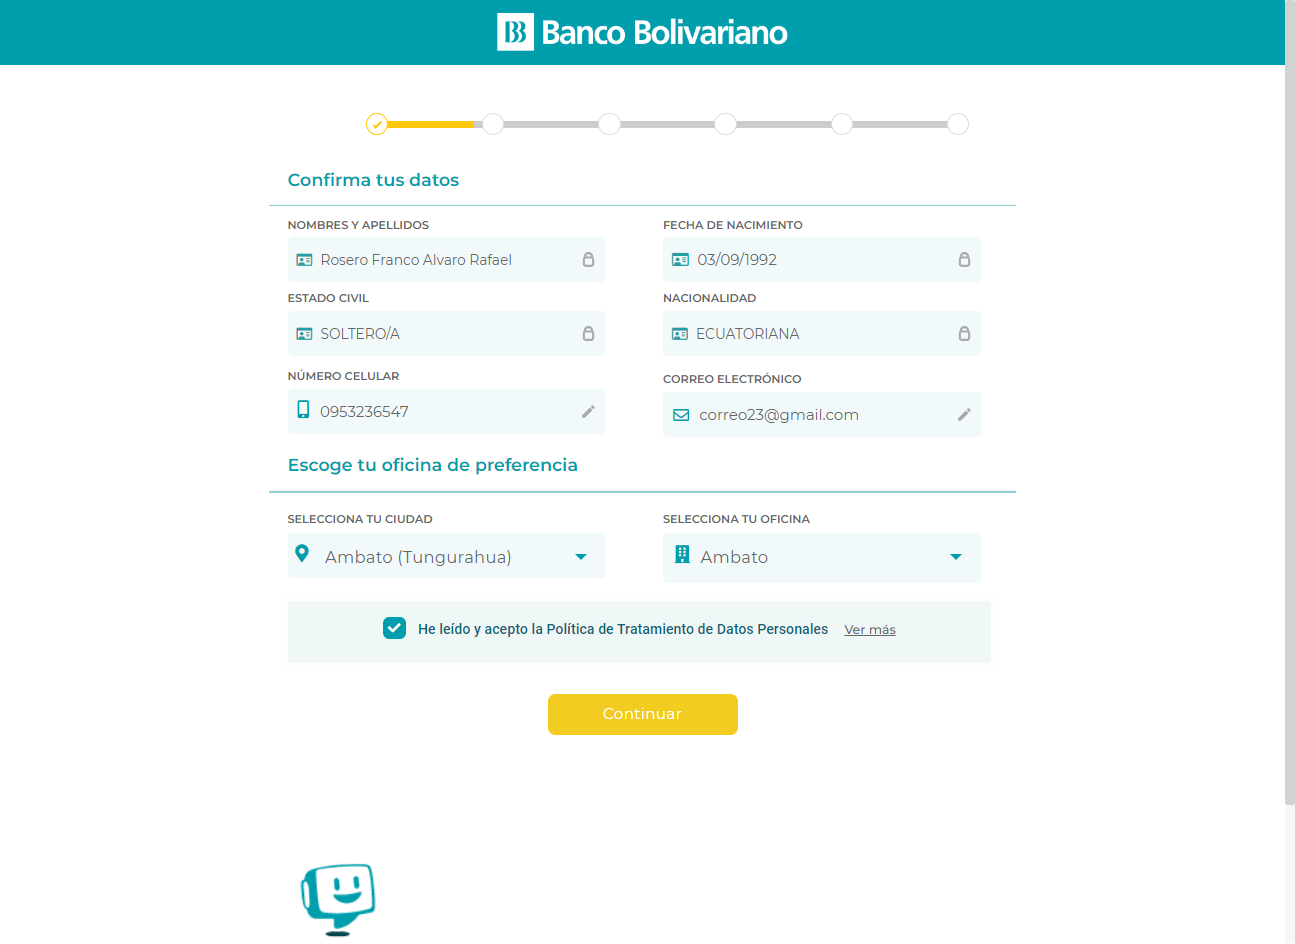 Banco Bolivariano
Confirma tus datos
NOMBRES Y APELLIDOS
Rosero Franco Alvaro Rafael
FECHA DE NACIMIENTO
03/09/1992
ESTADO CIVIL
SOLTERO/A
NACIONALIDAD
ECUATORIANA
NÚMERO CELULAR
0953236547
CORREO ELECTRÓNICO
correo23@gmail.com
Escoge tu oficina de preferencia
SELECCIONA TU CIUDAD
Ambato (Tungurahua)
SELECCIONA TU OFICINA
Ambato
He leído y acepto la Política de Tratamiento de Datos Personales Ver más
Continuar